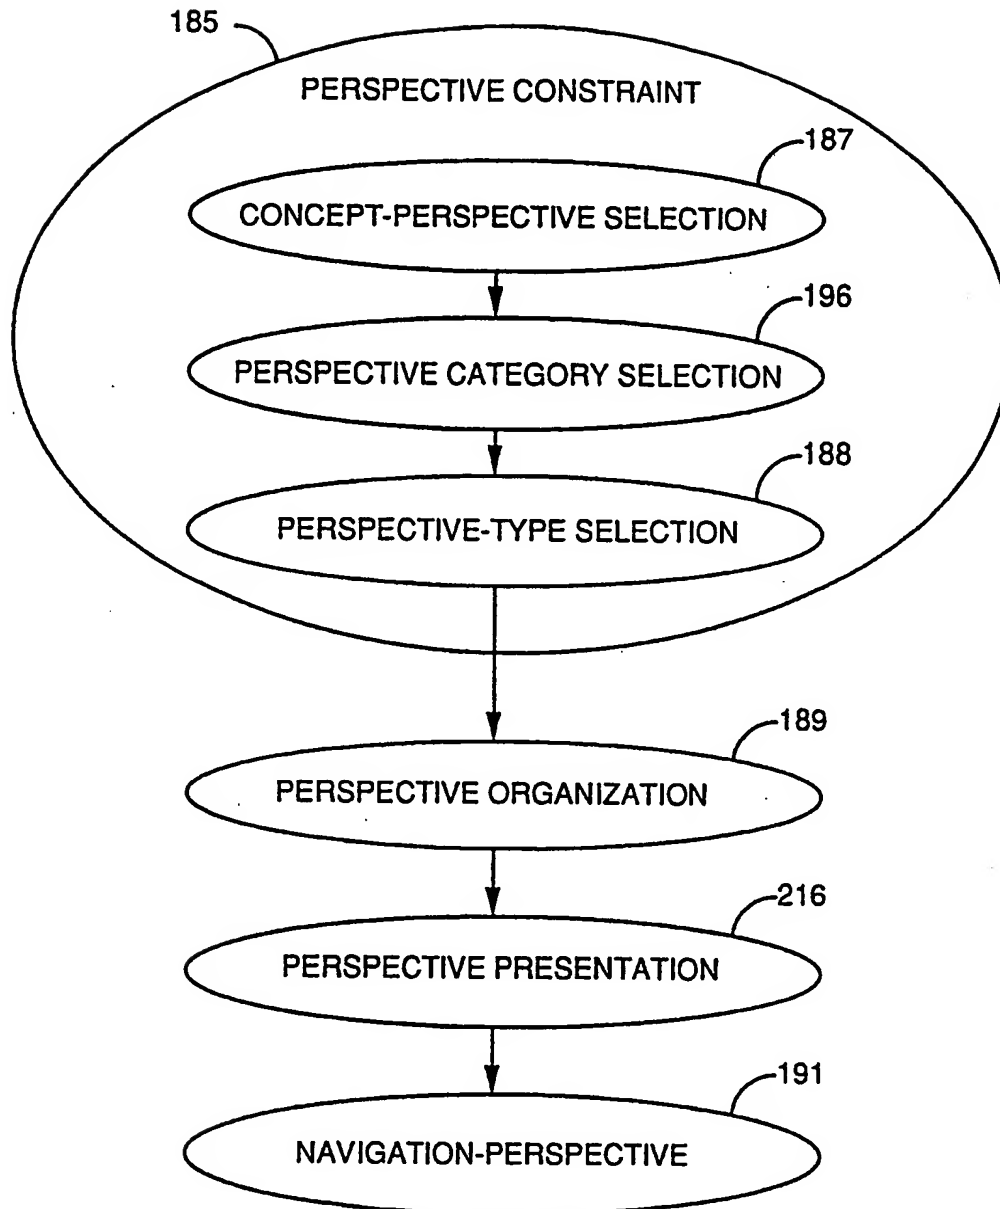 185
PERSPECTIVE CONSTRAINT
187
CONCEPT-PERSPECTIVE SELECTION
196
PERSPECTIVE CATEGORY SELECTION
188
PERSPECTIVE-TYPE SELECTION
189
PERSPECTIVE ORGANIZATION
216
PERSPECTIVE PRESENTATION
191
NAVIGATION-PERSPECTIVE